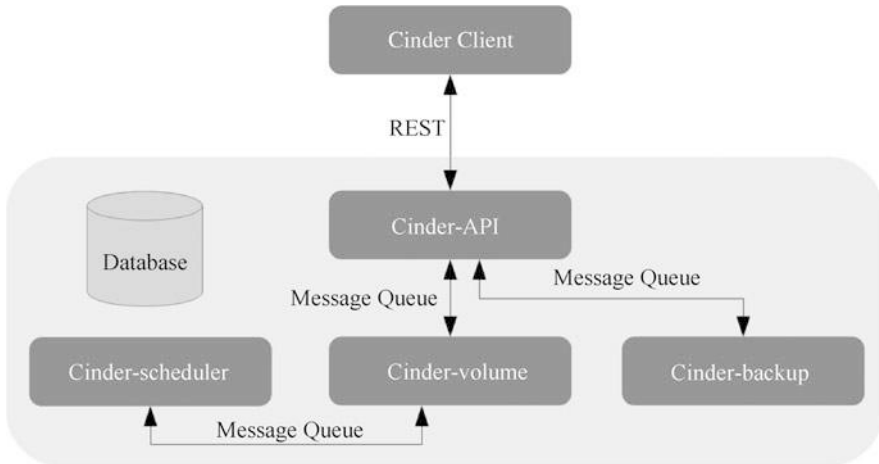 Cinder Client
REST
Cinder-API
Database
Message Queue
Message Queue
Cinder-scheduler
Cinder-volume
Cinder-backup
Message Queue